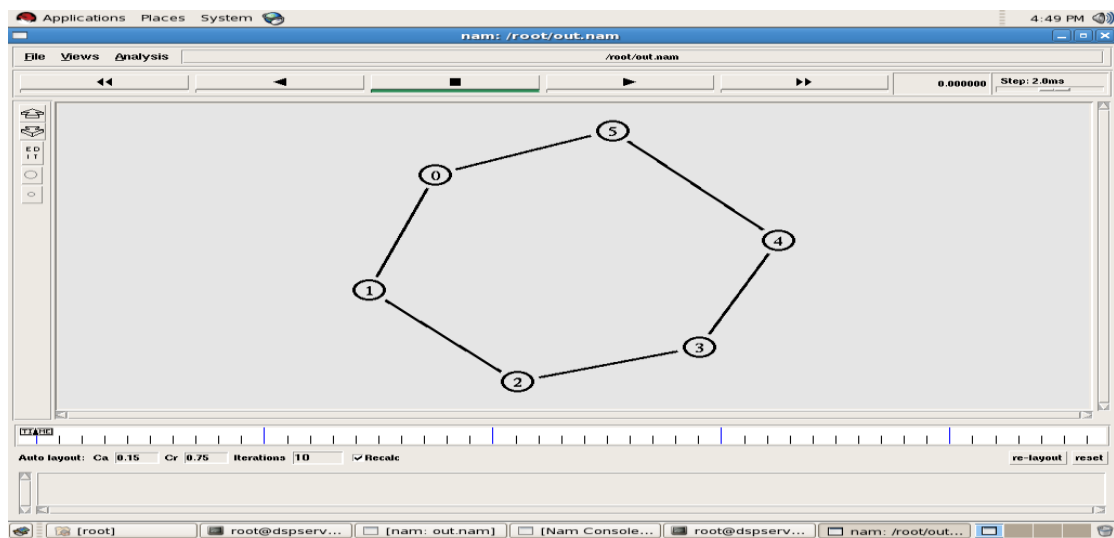 Applications Places System 4:49 PM
nam: /root/out.nam
File Views Analysis /root/out.nam
0.000000 Step: 2.0ms
E D
I T
5
0
4
1
3
2
TIME
Auto layout: Ca 0.15 Cr 0.75 Iterations 10 Recalc re-layout reset
[root] root@dspserv... [nam: out.nam] [Nam Console... root@dspserv... nam: /root/out...